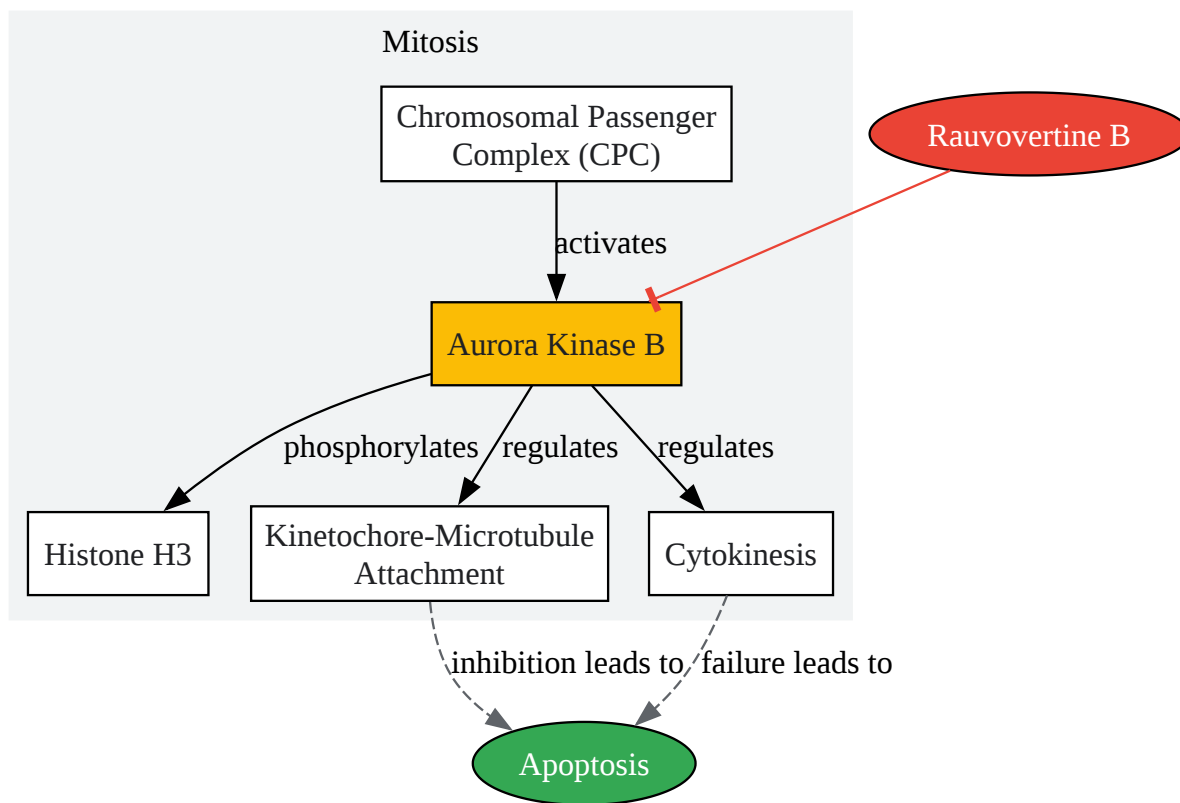 Mitosis
Chromosomal Passenger
Complex (CPC)
Rauvovertine B
activates
Aurora Kinase B
phosphorylates
regulates
regulates
Histone H3
Kinetochore-Microtubule
Attachment
Cytokinesis
inhibition leads to
failure leads to
Apoptosis